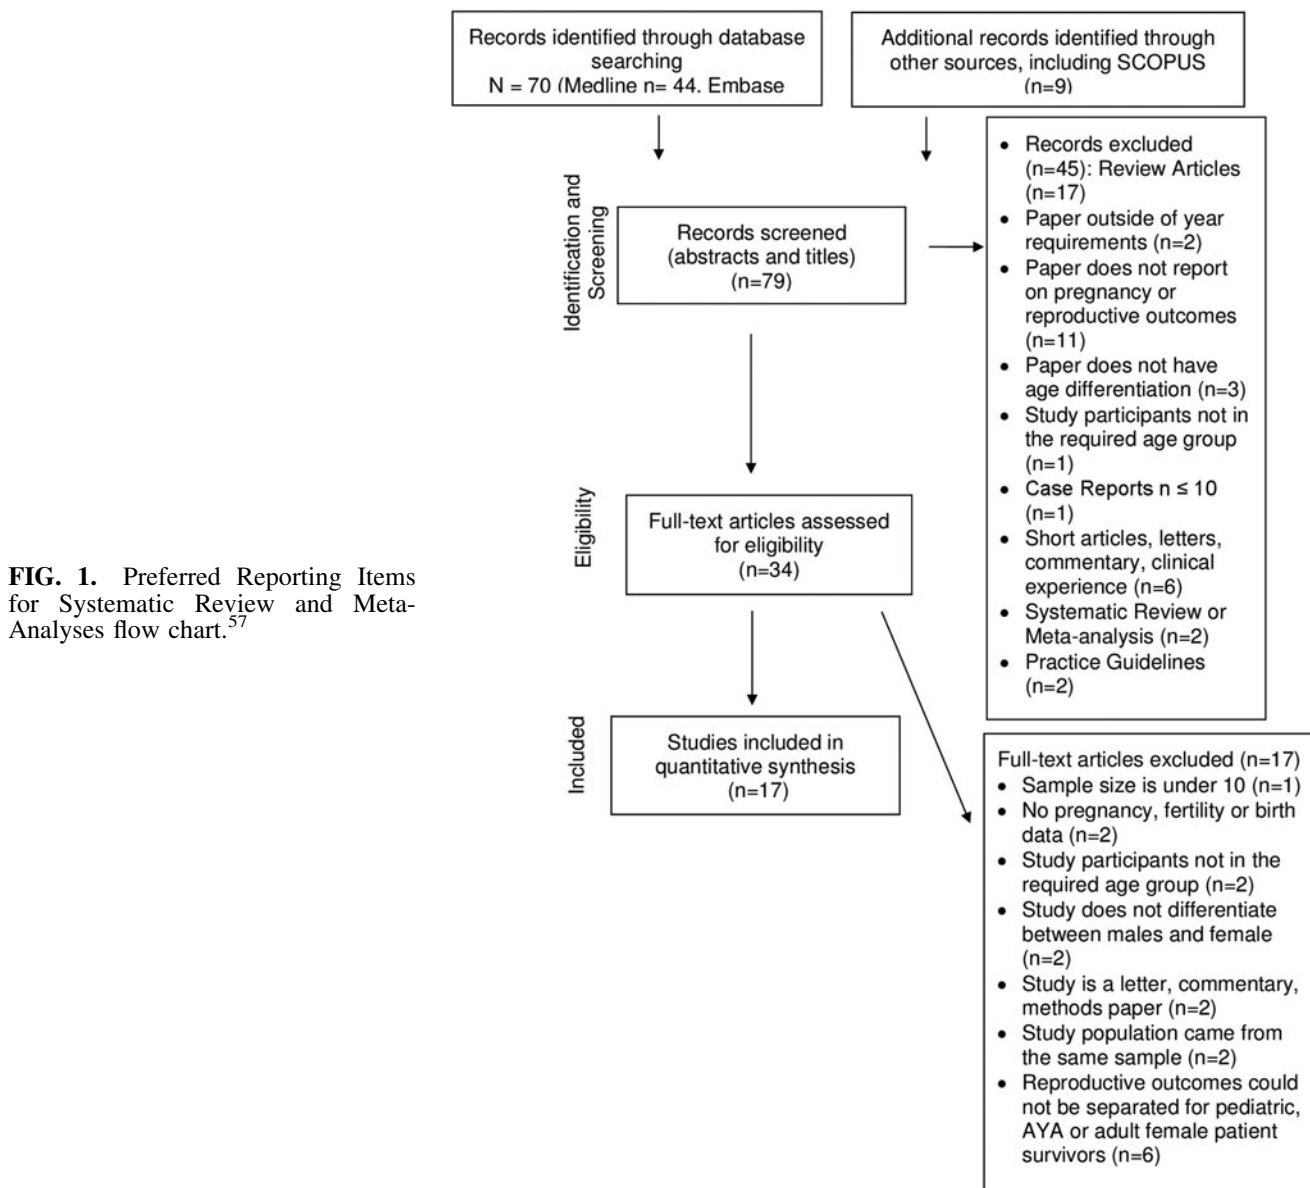 Records identified through database
searching
N = 70 (Medline n= 44. Embase
Additional records identified through
other sources, including SCOPUS
(n=9)
Identification and
Screening
Records screened
(abstracts and titles)
(n=79)
• Records excluded
(n=45): Review Articles
(n=17)
• Paper outside of year
requirements (n=2)
• Paper does not report
on pregnancy or
reproductive outcomes
(n=11)
• Paper does not have
age differentiation (n=3)
• Study participants not in
the required age group
(n=1)
• Case Reports n ≤ 10
(n=1)
• Short articles, letters,
commentary, clinical
experience (n=6)
• Systematic Review or
Meta-analysis (n=2)
• Practice Guidelines
(n=2)
Eligibility
Full-text articles assessed
for eligibility
(n=34)
FIG. 1. Preferred Reporting Items
for Systematic Review and Meta-
Analyses flow chart.57
Included
Studies included in
quantitative synthesis
(n=17)
Full-text articles excluded (n=17)
• Sample size is under 10 (n=1)
• No pregnancy, fertility or birth
data (n=2)
• Study participants not in the
required age group (n=2)
• Study does not differentiate
between males and female
(n=2)
• Study is a letter, commentary,
methods paper (n=2)
• Study population came from
the same sample (n=2)
• Reproductive outcomes could
not be separated for pediatric,
AYA or adult female patient
survivors (n=6)